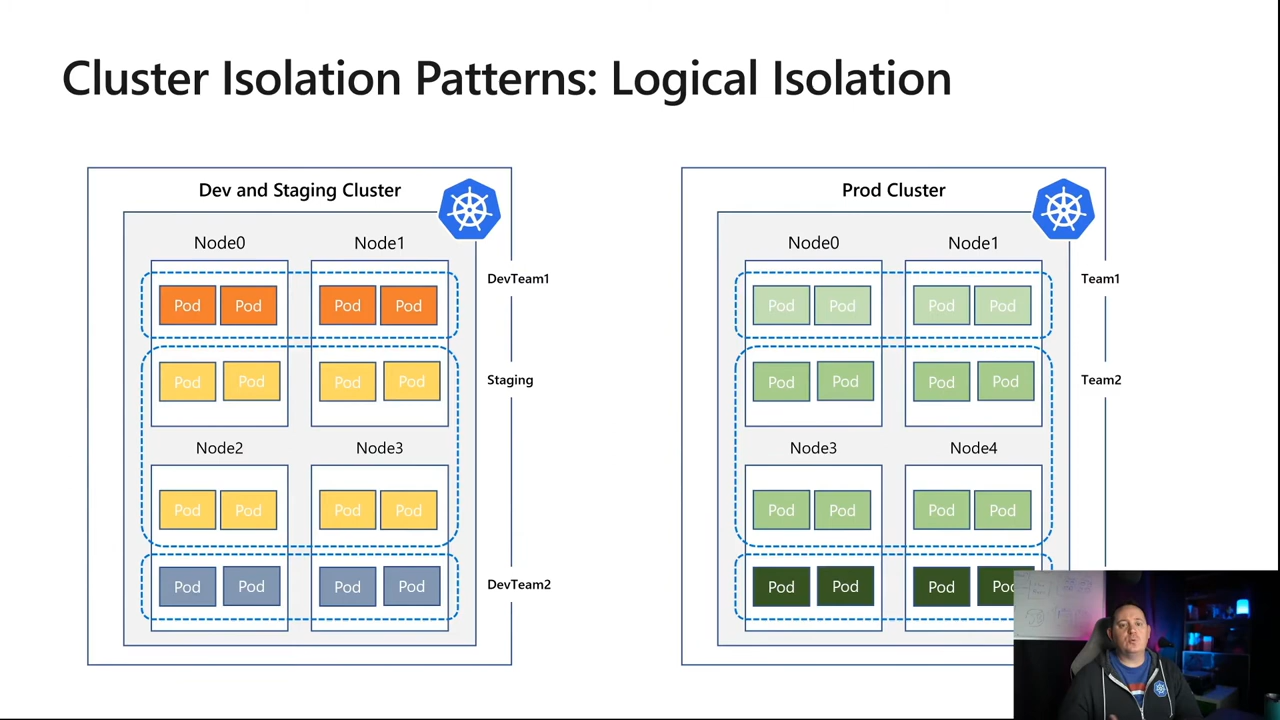 Cluster Isolation Patterns: Logical Isolation
Dev and Staging Cluster
Node0 Node1
DevTeam1
Pod Pod Pod Pod
Staging
Pod Pod Pod Pod
Node2 Node3
Pod Pod Pod Pod
DevTeam2
Pod Pod Pod Pod
Prod Cluster
Node0 Node1
Team1
Pod Pod Pod Pod
Team2
Pod Pod Pod Pod
Node3 Node4
Pod Pod Pod Pod
Pod Pod Pod